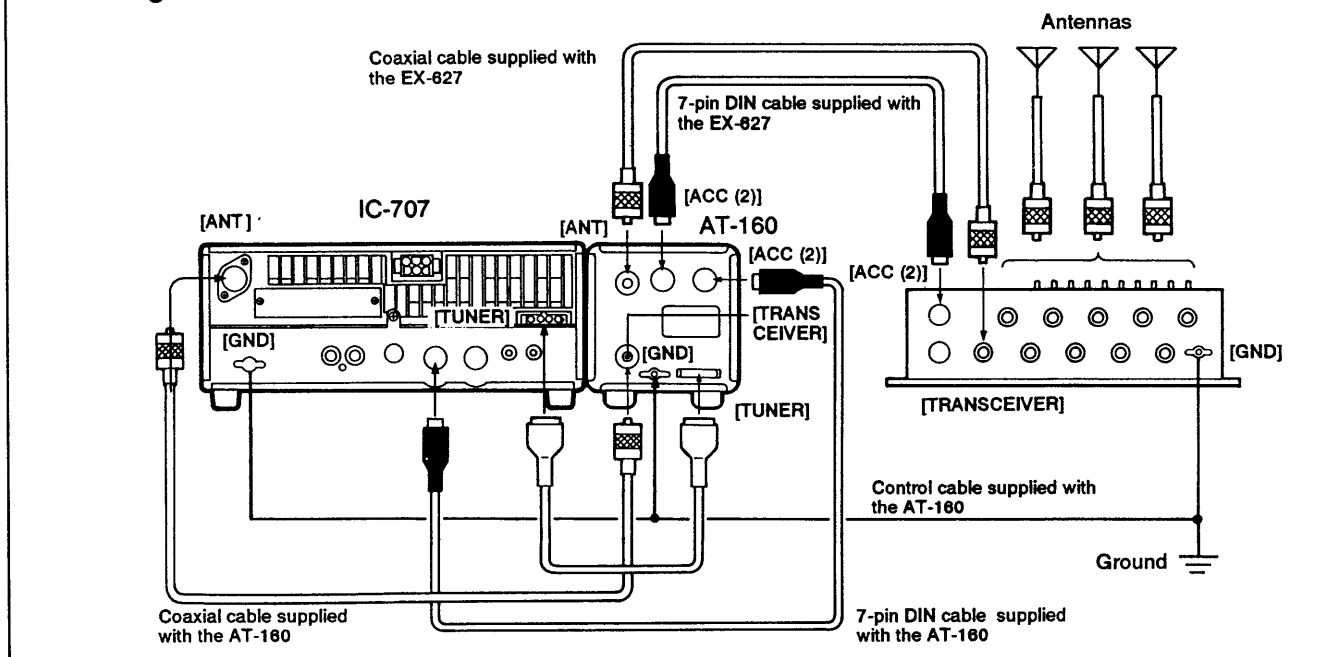 Antennas
Coaxial cable supplied with
the EX-627
7-pin DIN cable supplied with
the EX-627
[ACC (2)]
IC-707
[ANT]
[ANT]
AT-160
[ACC (2)]
[ACC (2)]
[TUNER]
[TRANS
CEIVER]
[GND]
[GND]
[GND]
[TUNER]
[TRANSCEIVER]
Control cable supplied with
the AT-160
Ground
Coaxial cable supplied
with the AT-160
7-pin DIN cable supplied
with the AT-160